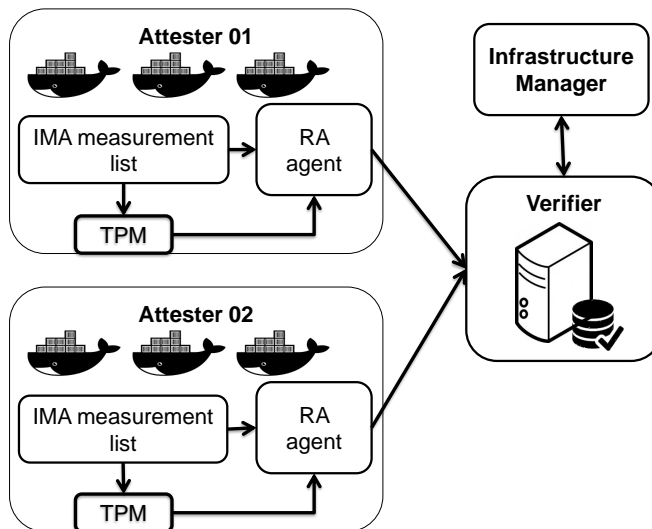 Attester 01
IMA measurement
list
RA
agent
TPM
Attester 02
IMA measurement
list
RA
agent
TPM
Infrastructure
Manager
Verifier